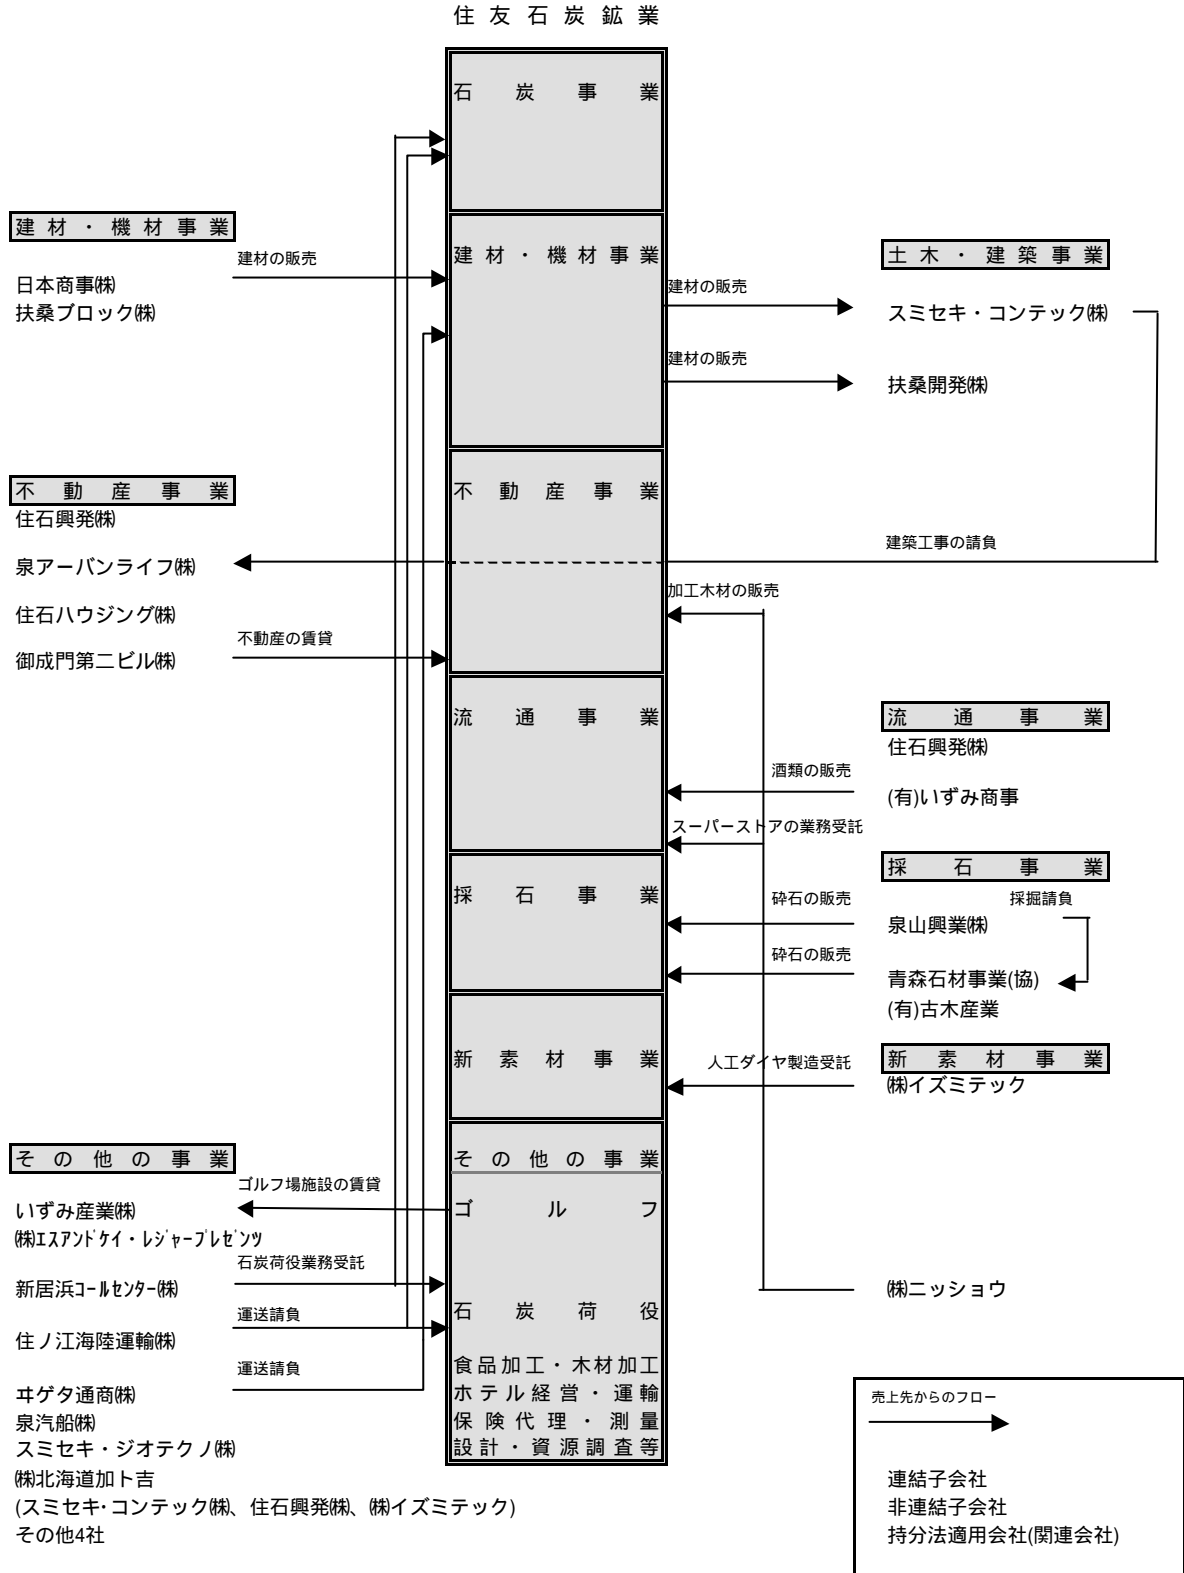 住友石炭鉱業
石炭事業
建材・機材事業
建材の販売
日本商事㈱
扶桑ブロック㈱
建材・機材事業
建材の販売
建材の販売
土木・建築事業
スミセキ・コンテック㈱
扶桑開発㈱
不動産事業
住石興発㈱
泉アーバンライフ㈱
住石ハウジング㈱
不動産の賃貸
御成門第二ビル㈱
不動産事業
建築工事の請負
加工木材の販売
流通事業
流通事業
住石興発㈱
酒類の販売
(有)いずみ商事
スーパーストアの業務受託
採石事業
採石事業
採掘請負
砕石の販売
泉山興業㈱
砕石の販売
青森石材事業(協)
(有)古木産業
新素材事業
新素材事業
人工ダイヤ製造受託
㈱イズミテック
その他の事業
ゴルフ場施設の賃貸
いずみ産業㈱
㈱エスアンドケイ・レジャープレゼンツ
石炭荷役業務受託
新居浜コールセンター㈱
運送請負
住ノ江海陸運輸㈱
運送請負
ヰゲタ通商㈱
泉汽船㈱
スミセキ・ジオテクノ㈱
㈱北海道加ト吉
(スミセキ・コンテック㈱、住石興発㈱、㈱イズミテック)
その他4社
その他の事業
ゴルフ
石炭荷役
食品加工・木材加工
ホテル経営・運輸
保険代理・測量
設計・資源調査等
㈱ニッショウ
売上先からのフロー
連結子会社
非連結子会社
持分法適用会社(関連会社)